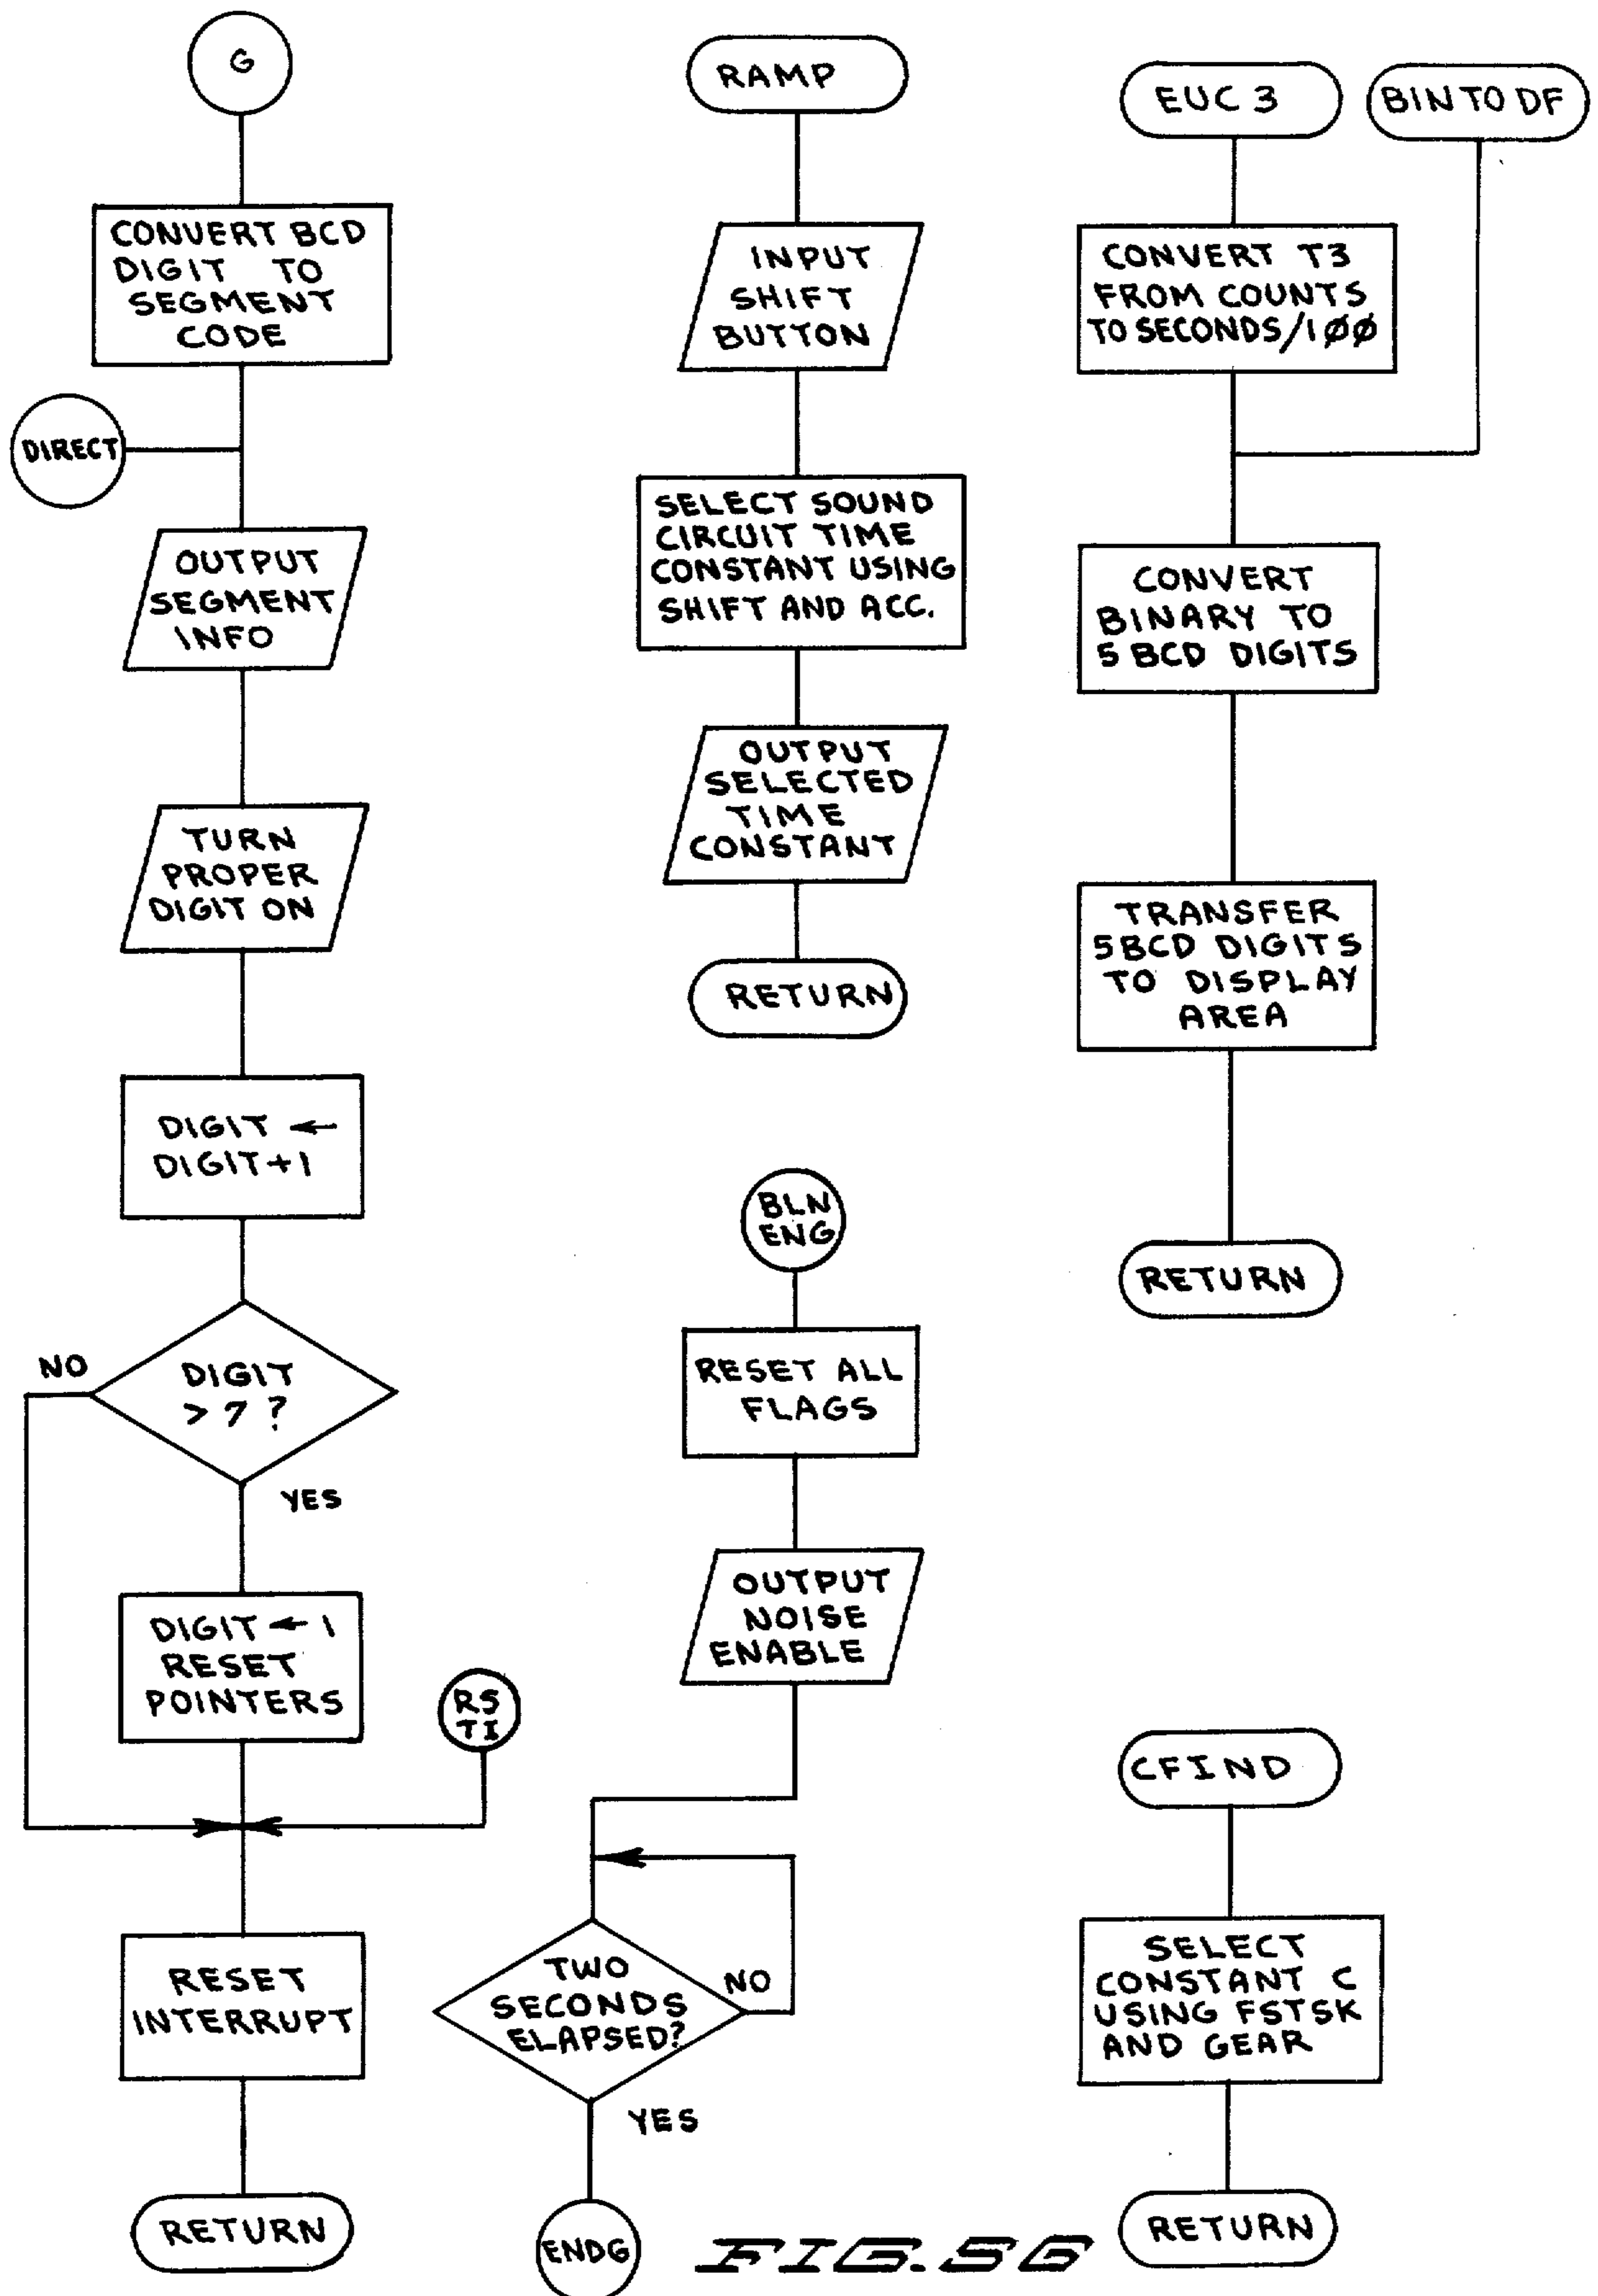 G
CONVERT BCD
DIGIT TO
SEGMENT
CODE
DIRECT
OUTPUT
SEGMENT
INFO
TURN
PROPER
DIGIT ON
DIGIT ←
DIGIT+1
NO
DIGIT
> 7 ?
YES
DIGIT ← 1
RESET
POINTERS
RS
TI
RESET
INTERRUPT
RETURN
RAMP
INPUT
SHIFT
BUTTON
SELECT SOUND
CIRCUIT TIME
CONSTANT USING
SHIFT AND ACC.
OUTPUT
SELECTED
TIME
CONSTANT
RETURN
BLN
ENG
RESET ALL
FLAGS
OUTPUT
NOISE
ENABLE
TWO
SECONDS
ELAPSED?
NO
YES
ENDG
EUC 3
BINTO DF
CONVERT T3
FROM COUNTS
TO SECONDS/1ØØ
CONVERT
BINARY TO
5 BCD DIGITS
TRANSFER
5 BCD DIGITS
TO DISPLAY
AREA
RETURN
CFIND
SELECT
CONSTANT C
USING FSTSK
AND GEAR
RETURN
FIG. 5G